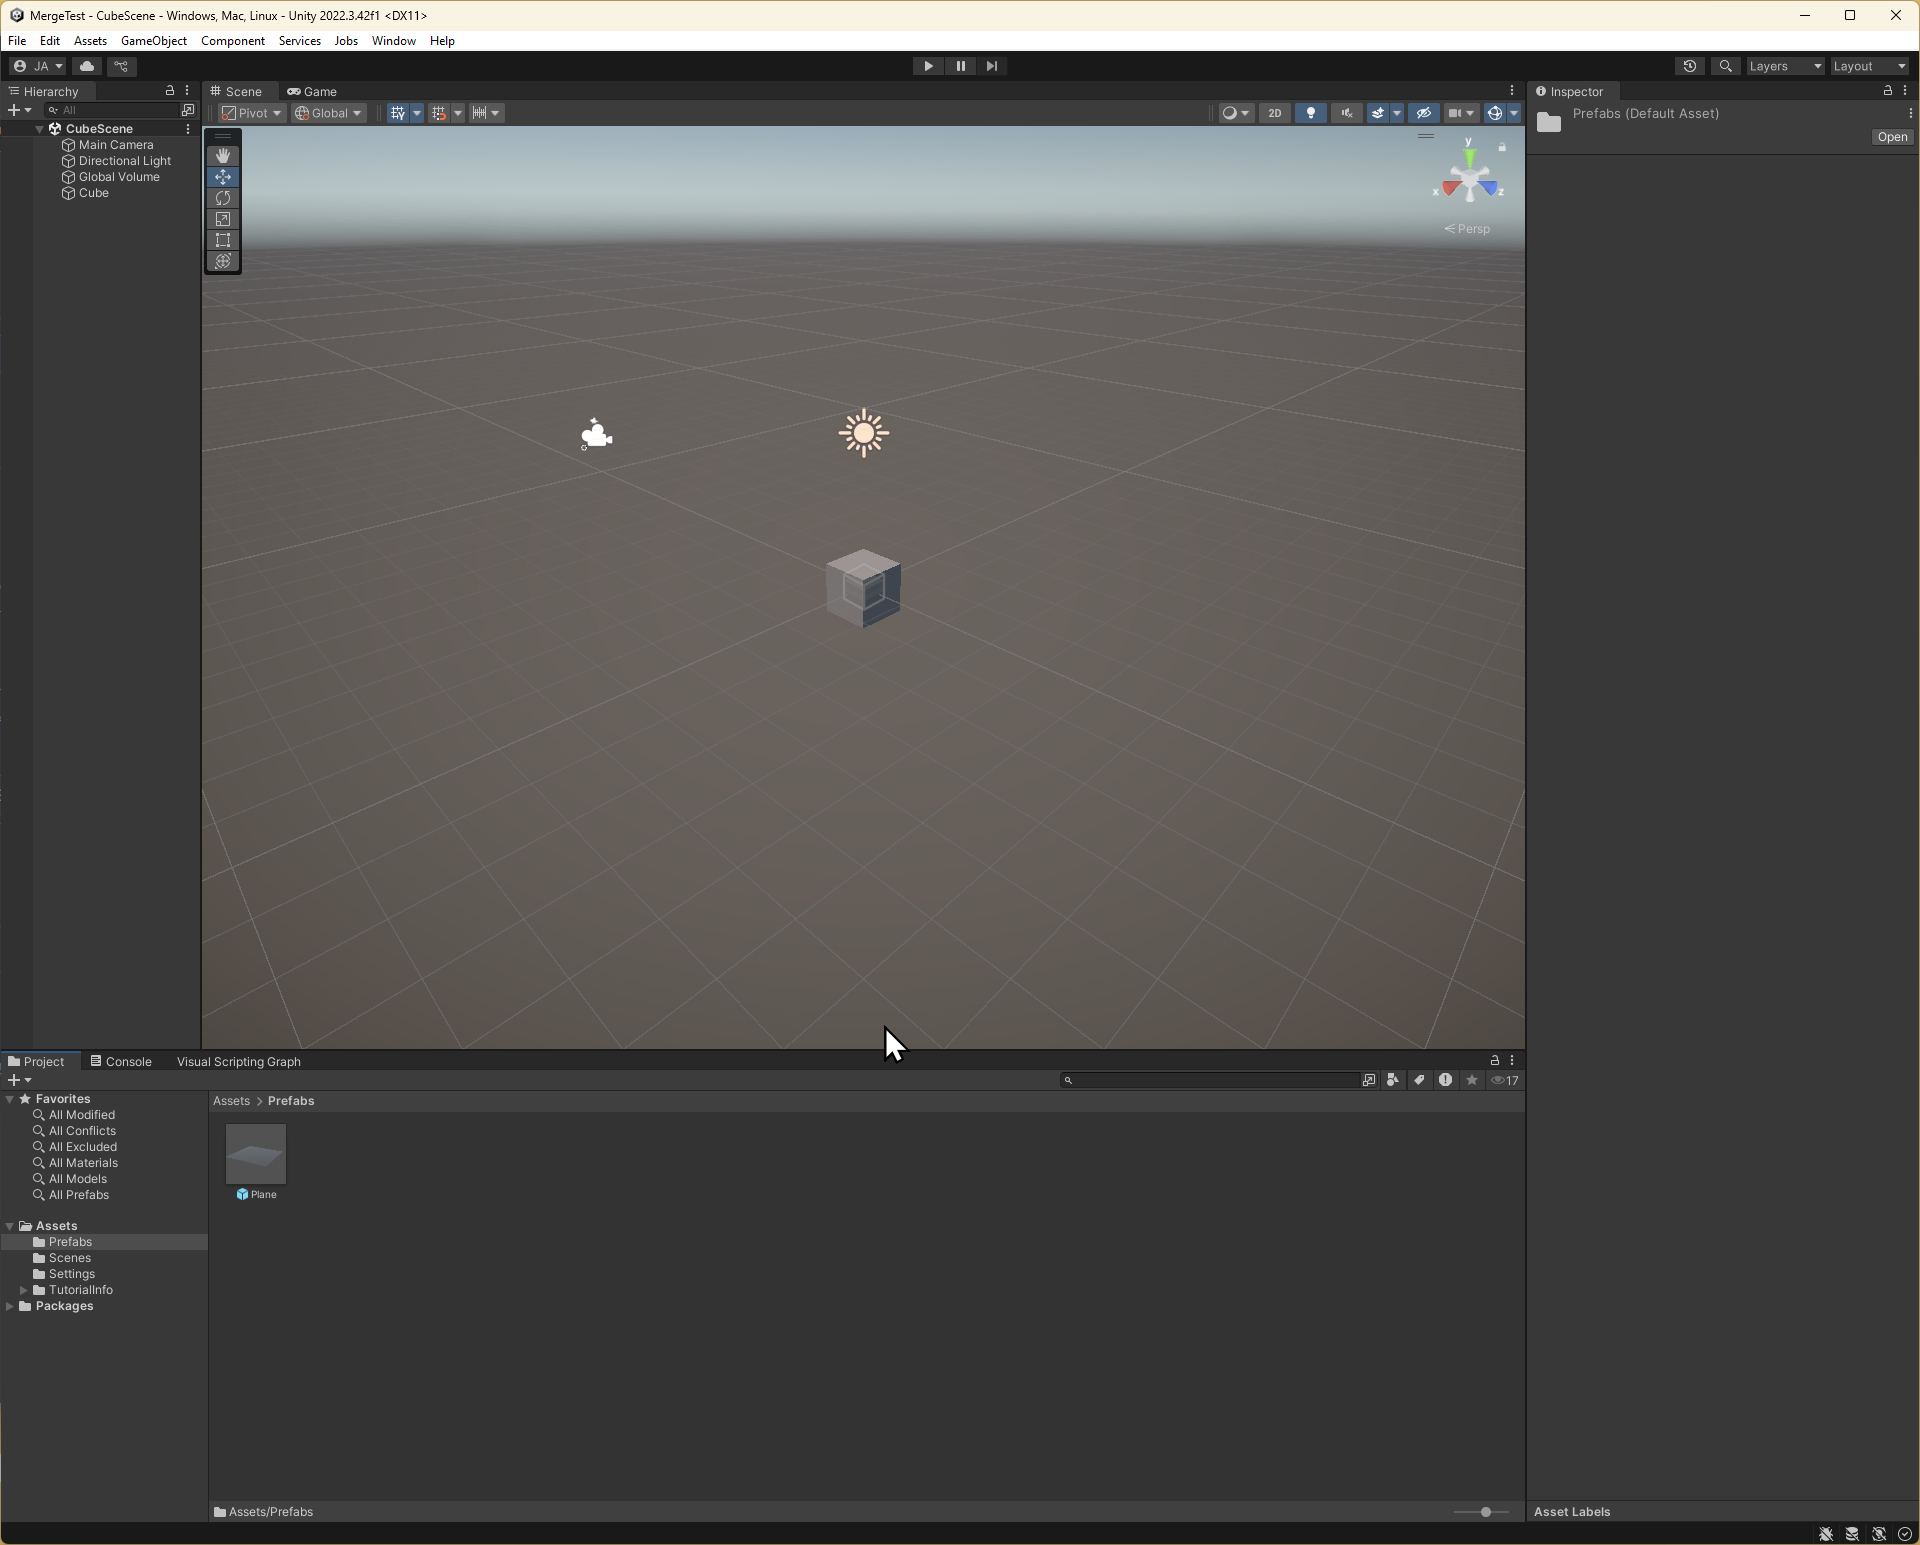 MergeTest - CubeScene - Windows, Mac, Linux - Unity 2022.3.42f1 <DX11>
File Edit Assets GameObject Component Services Jobs Window Help
JA
Layers
Layout
Hierarchy
All
CubeScene
Main Camera
Directional Light
Global Volume
Cube
Scene Game
Pivot Global
2D
y
x z
Persp
Inspector
Prefabs (Default Asset)
Open
Project Console Visual Scripting Graph
17
Favorites
All Modified
All Conflicts
All Excluded
All Materials
All Models
All Prefabs
Assets
Prefabs
Scenes
Settings
TutorialInfo
Packages
Assets > Prefabs
Plane
Assets/Prefabs
Asset Labels